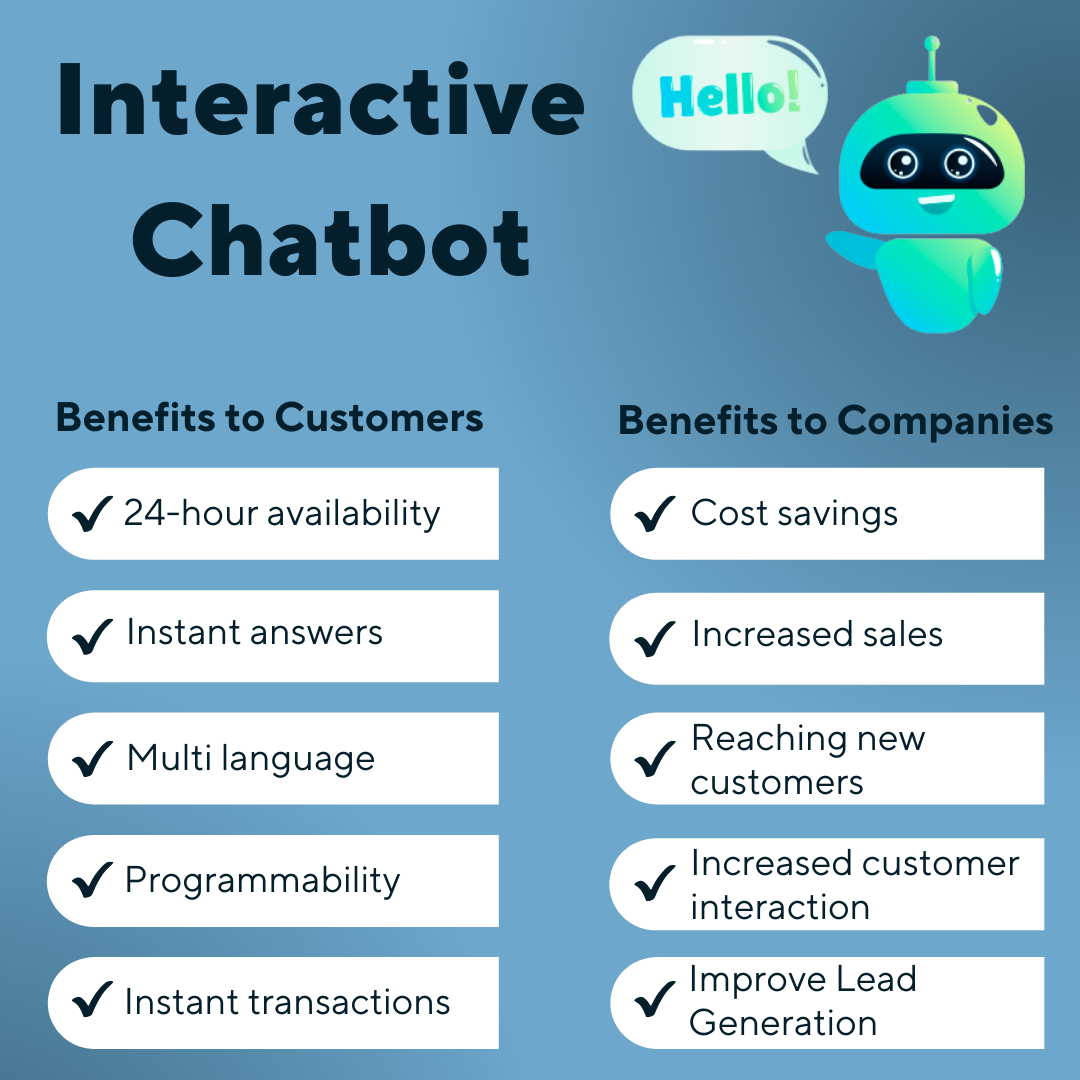 Interactive
Chatbot
Hello!
Benefits to Customers
24-hour availability
Instant answers
Multi language
Programmability
Instant transactions
Benefits to Companies
Cost savings
Increased sales
Reaching new
customers
Increased customer
interaction
Improve Lead
Generation